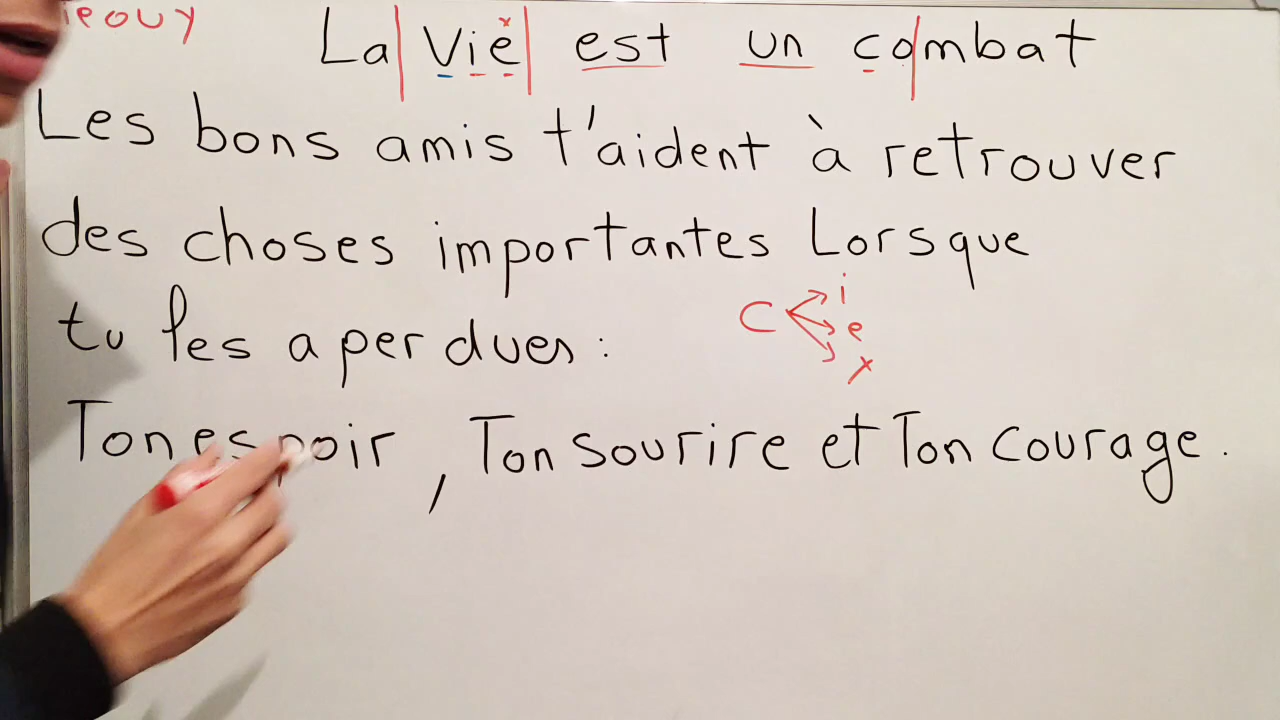 ieouy
La Vie est un combat
Les bons amis t'aident à retrouver
des choses importantes Lorsque
tu les a perdues :
C i e y
Ton espoir, Ton sourire et Ton courage.